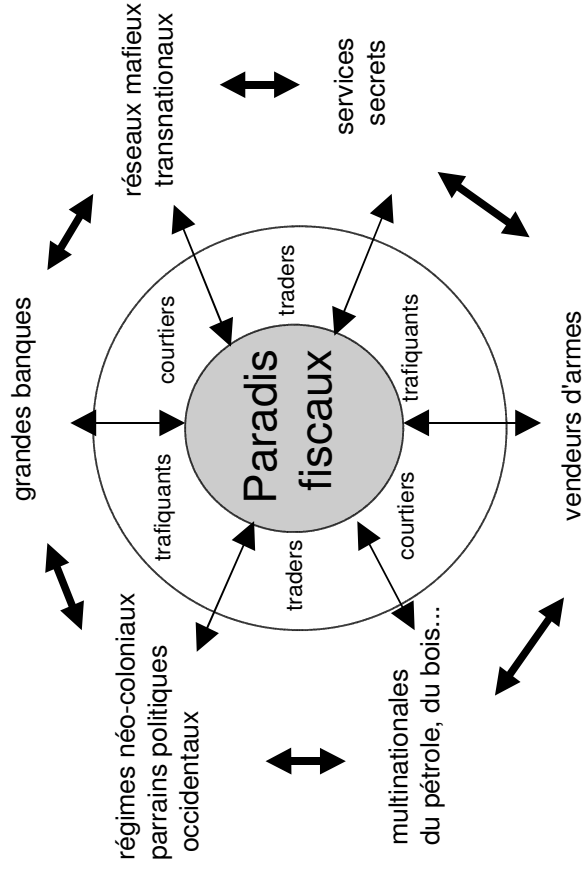 grandes banques
régimes néo-coloniaux
parrains politiques
occidentaux
réseaux mafieux
transnationaux
trafiquants
courtiers
traders
Paradis
fiscaux
traders
services
secrets
multinationales
du pétrole, du bois...
courtiers
trafiquants
vendeurs d'armes